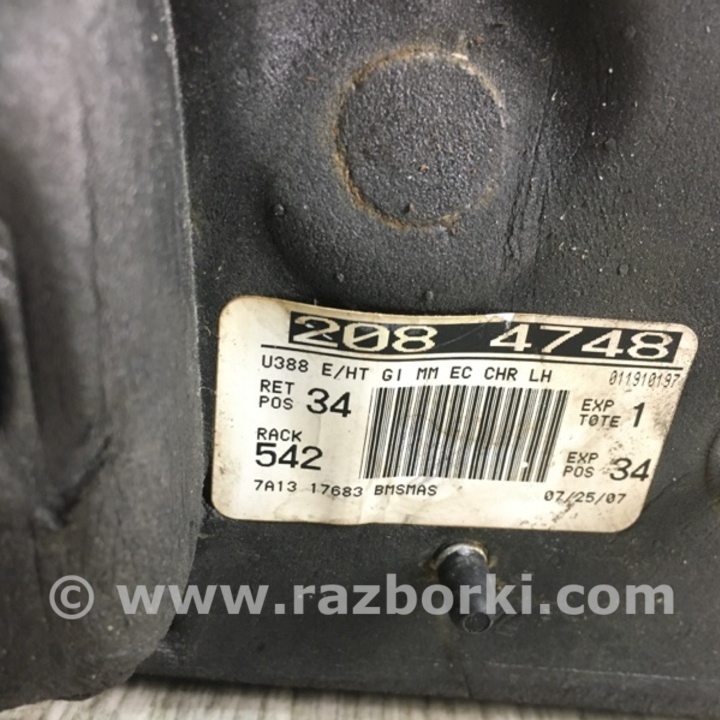 208 4748
U388 E/HT GI MM EC CHR LH 011910197
RET POS 34
EXP TOTE 1
RACK 542
EXP POS 34
7A13 17683 BMSMAS 07/25/07
© www.razborki.com